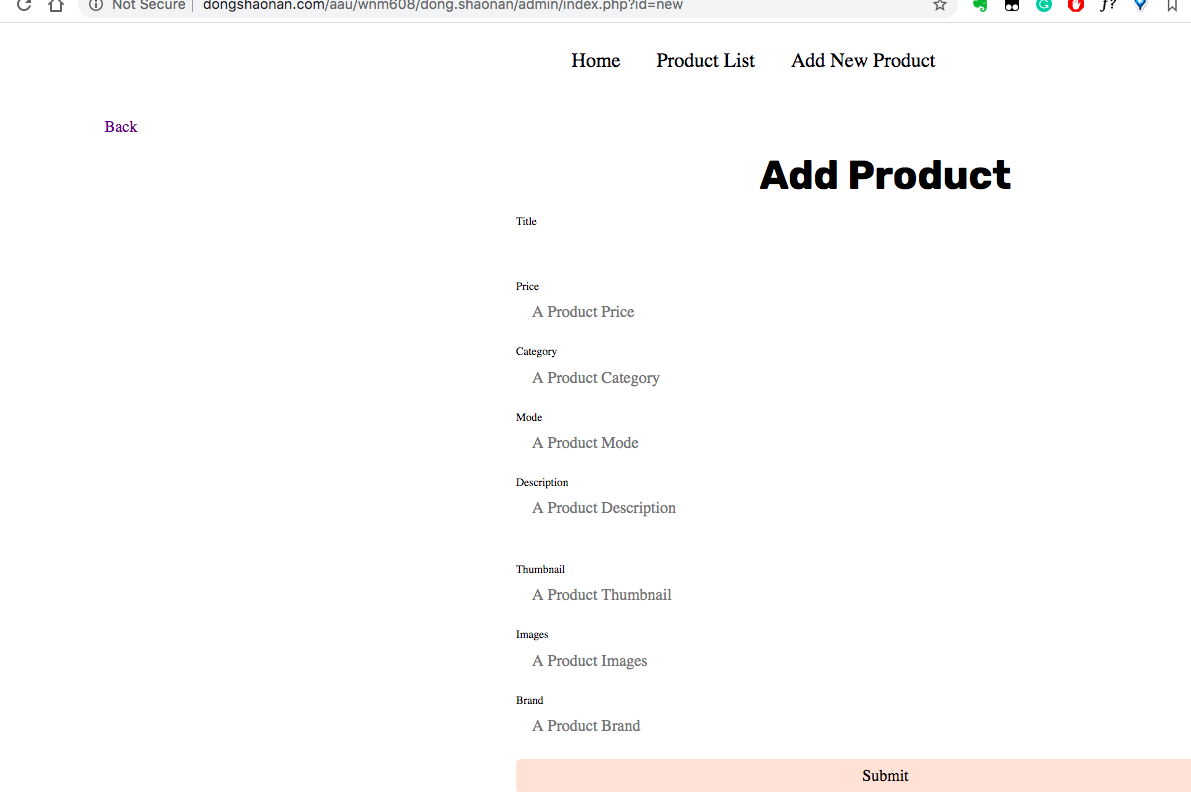 Not Secure | dongshaonan.com/aau/wnm608/dong.shaonan/admin/index.php?id=new
Home Product List Add New Product
Back
Add Product
Title
Price
A Product Price
Category
A Product Category
Mode
A Product Mode
Description
A Product Description
Thumbnail
A Product Thumbnail
Images
A Product Images
Brand
A Product Brand
Submit